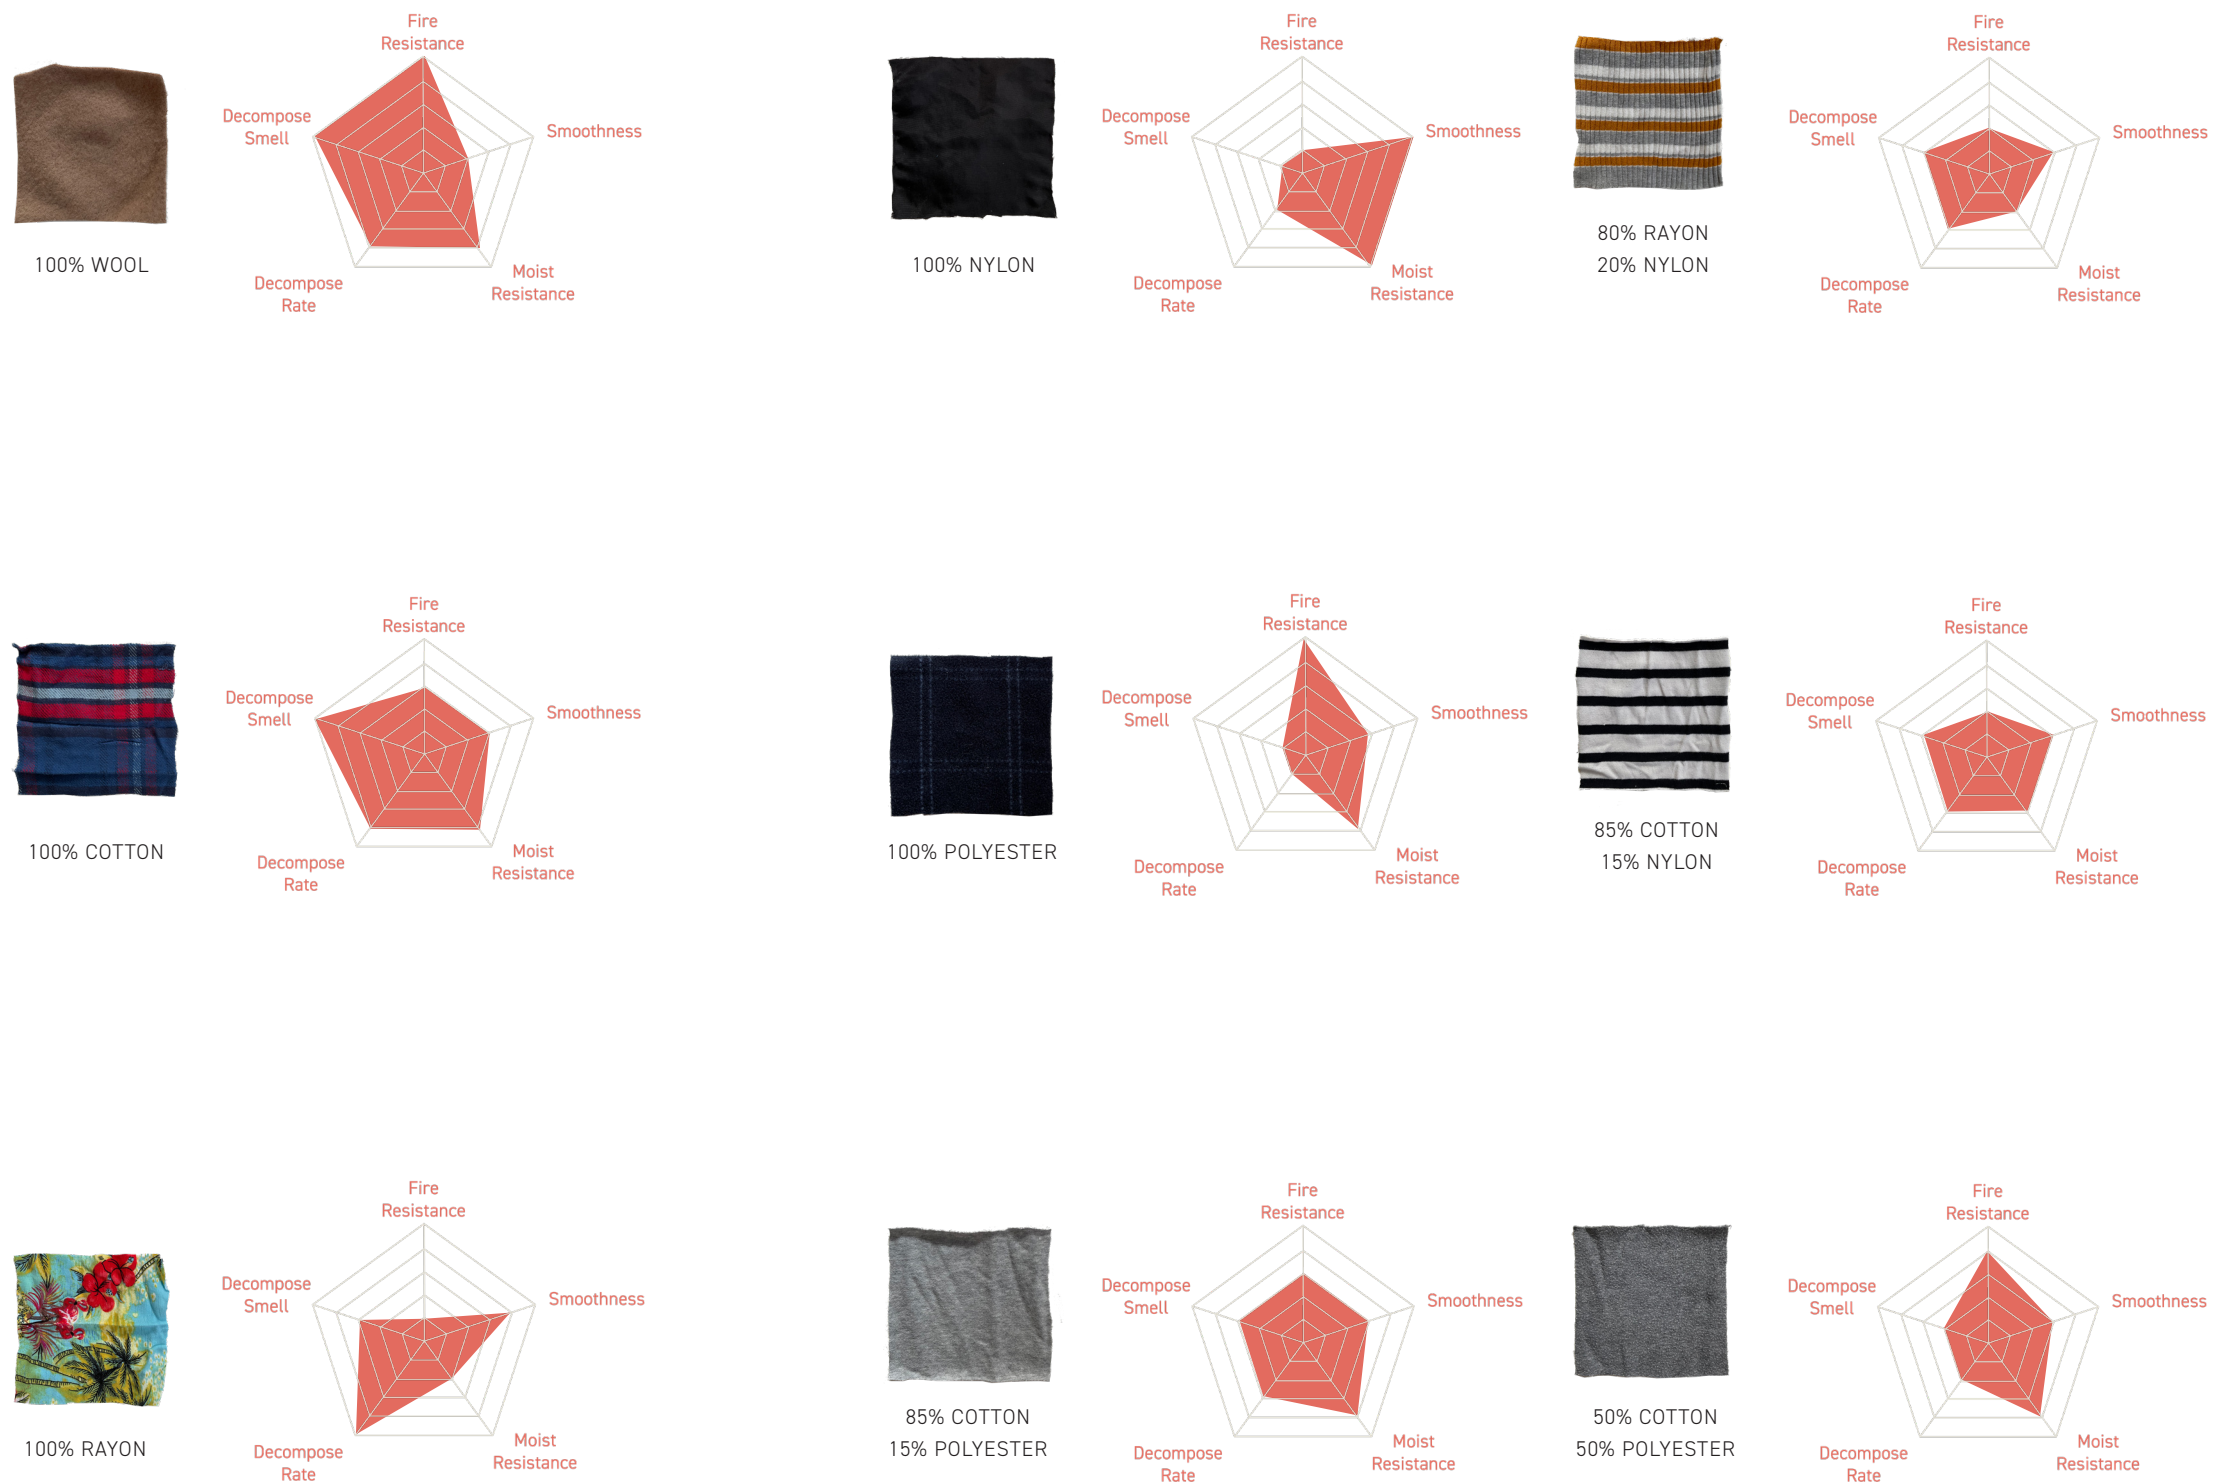 Fire
Resistance
Decompose
Smell
Smoothness
Decompose
Rate
Moist
Resistance
100% WOOL
Fire
Resistance
Decompose
Smell
Smoothness
Decompose
Rate
Moist
Resistance
100% NYLON
Fire
Resistance
Decompose
Smell
Smoothness
Decompose
Rate
Moist
Resistance
80% RAYON
20% NYLON
Fire
Resistance
Decompose
Smell
Smoothness
Decompose
Rate
Moist
Resistance
100% COTTON
Fire
Resistance
Decompose
Smell
Smoothness
Decompose
Rate
Moist
Resistance
100% POLYESTER
Fire
Resistance
Decompose
Smell
Smoothness
Decompose
Rate
Moist
Resistance
85% COTTON
15% NYLON
Fire
Resistance
Decompose
Smell
Smoothness
Decompose
Rate
Moist
Resistance
100% RAYON
Fire
Resistance
Decompose
Smell
Smoothness
Decompose
Rate
Moist
Resistance
85% COTTON
15% POLYESTER
Fire
Resistance
Decompose
Smell
Smoothness
Decompose
Rate
Moist
Resistance
50% COTTON
50% POLYESTER